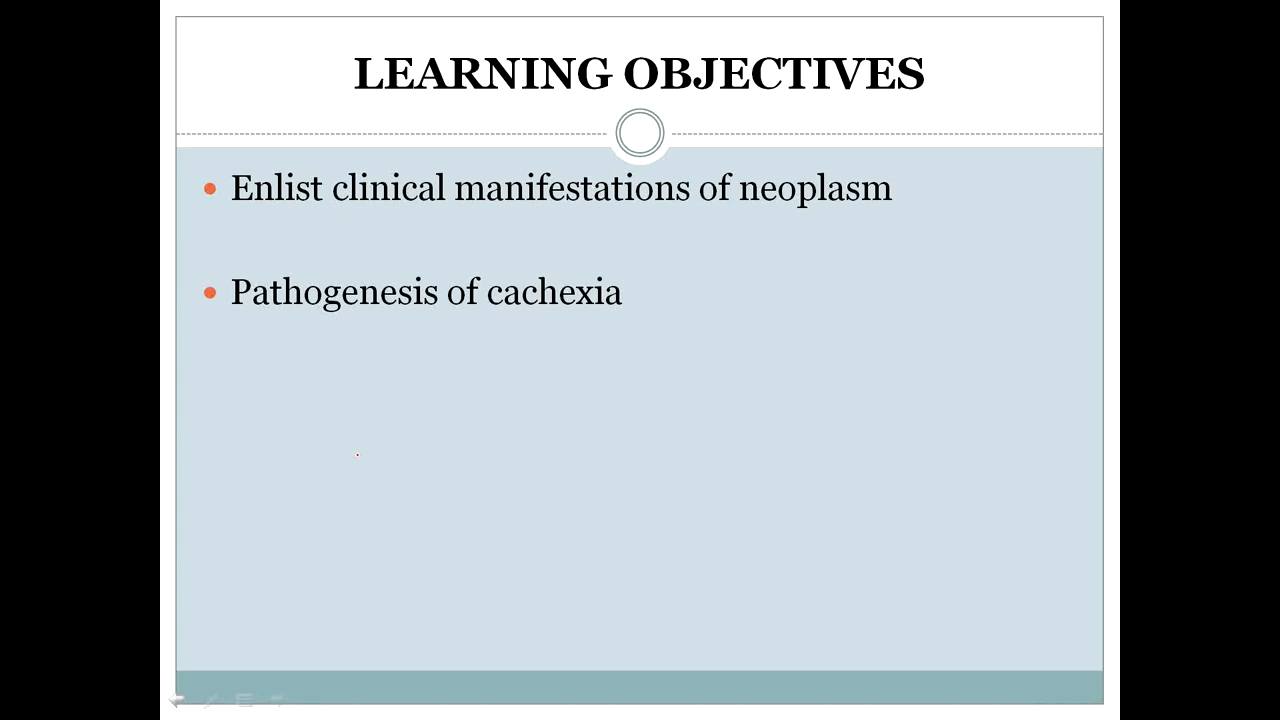 LEARNING OBJECTIVES
Enlist clinical manifestations of neoplasm
Pathogenesis of cachexia